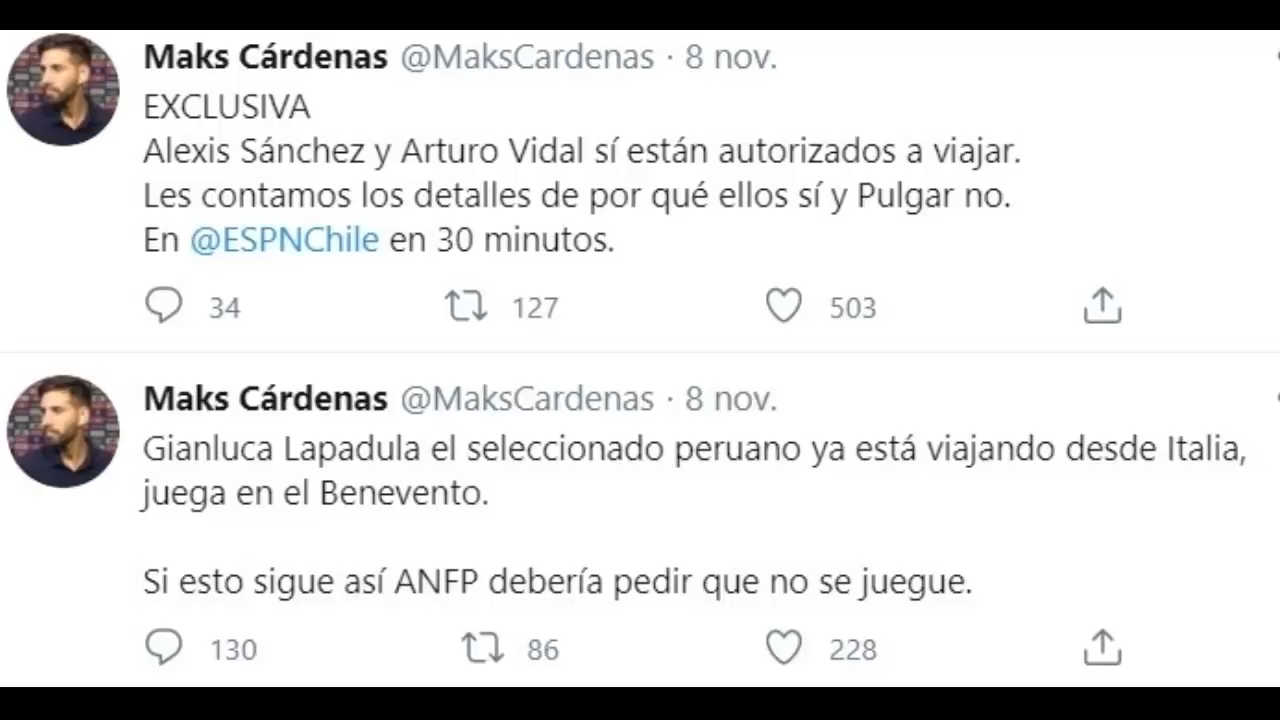 Maks Cárdenas @MaksCardenas · 8 nov.
EXCLUSIVA
Alexis Sánchez y Arturo Vidal sí están autorizados a viajar.
Les contamos los detalles de por qué ellos sí y Pulgar no.
En @ESPNChile en 30 minutos.
34 127 503
Maks Cárdenas @MaksCardenas · 8 nov.
Gianluca Lapadula el seleccionado peruano ya está viajando desde Italia,
juega en el Benevento.
Si esto sigue así ANFP debería pedir que no se juegue.
130 86 228